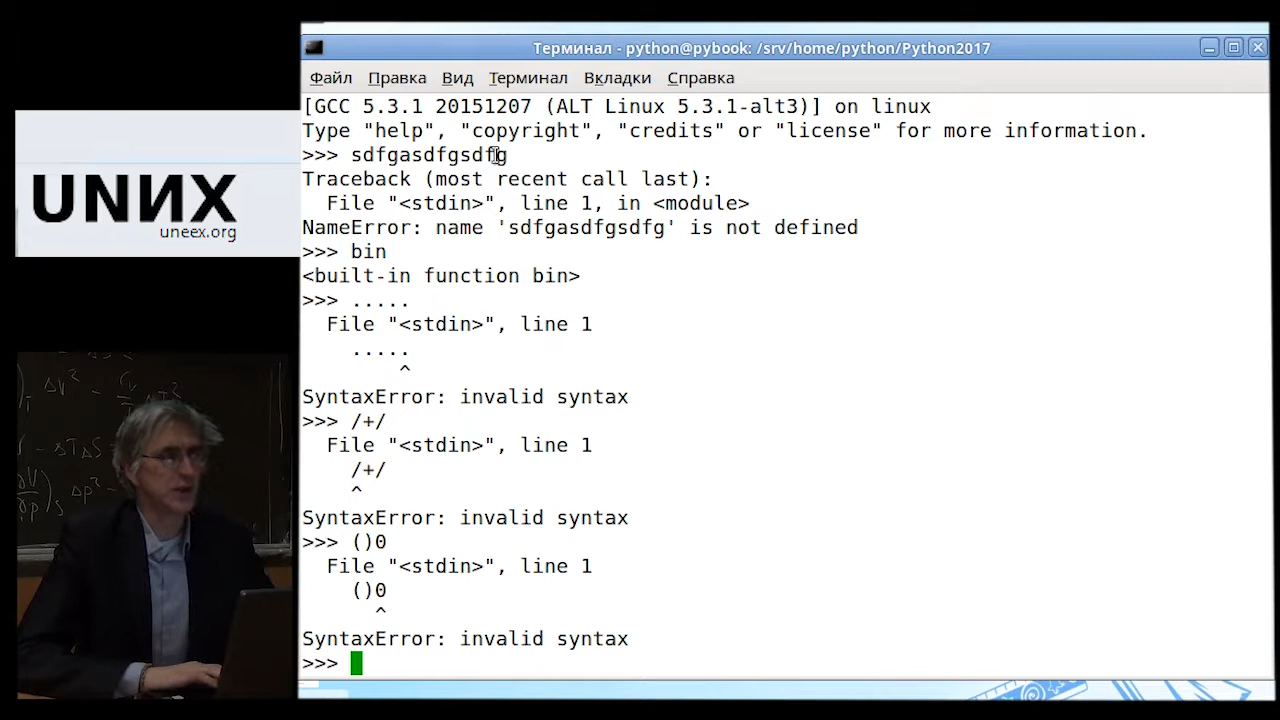 Терминал - python@pybook: /srv/home/python/Python2017
Файл Правка Вид Терминал Вкладки Справка
[GCC 5.3.1 20151207 (ALT Linux 5.3.1-alt3)] on linux
Type "help", "copyright", "credits" or "license" for more information.
>>> sdfgasdfgsdfg
Traceback (most recent call last):
  File "<stdin>", line 1, in <module>
NameError: name 'sdfgasdfgsdfg' is not defined
>>> bin
<built-in function bin>
>>> .....
  File "<stdin>", line 1
    .....
        ^
SyntaxError: invalid syntax
>>> /+/
  File "<stdin>", line 1
    /+/
    ^
SyntaxError: invalid syntax
>>> ()0
  File "<stdin>", line 1
    ()0
      ^
SyntaxError: invalid syntax
>>>
UNИX
uneex.org